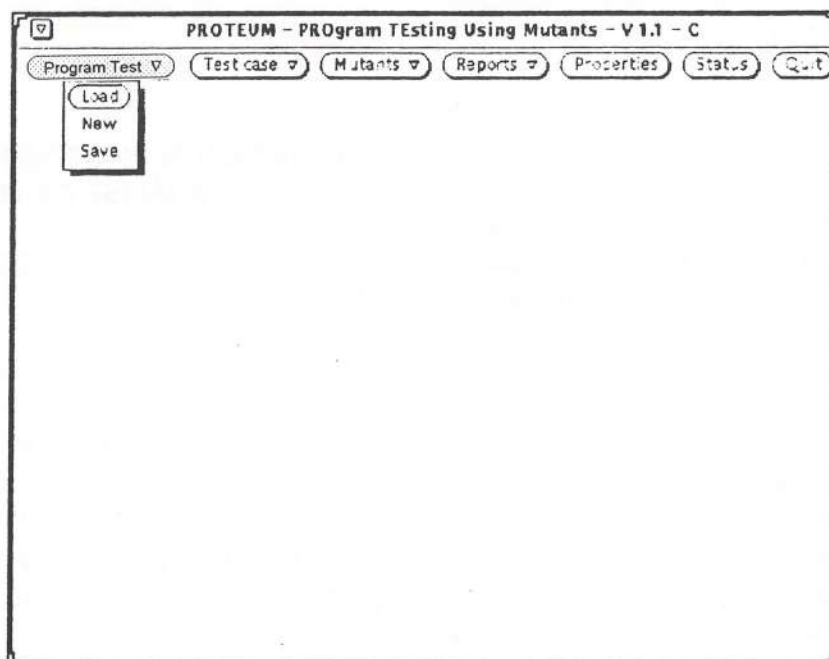 PROTEUM – PROgram TEsting Using Mutants – V 1.1 – C
Program Test Test case Mutants Reports Properties Status Quit
Load
New
Save